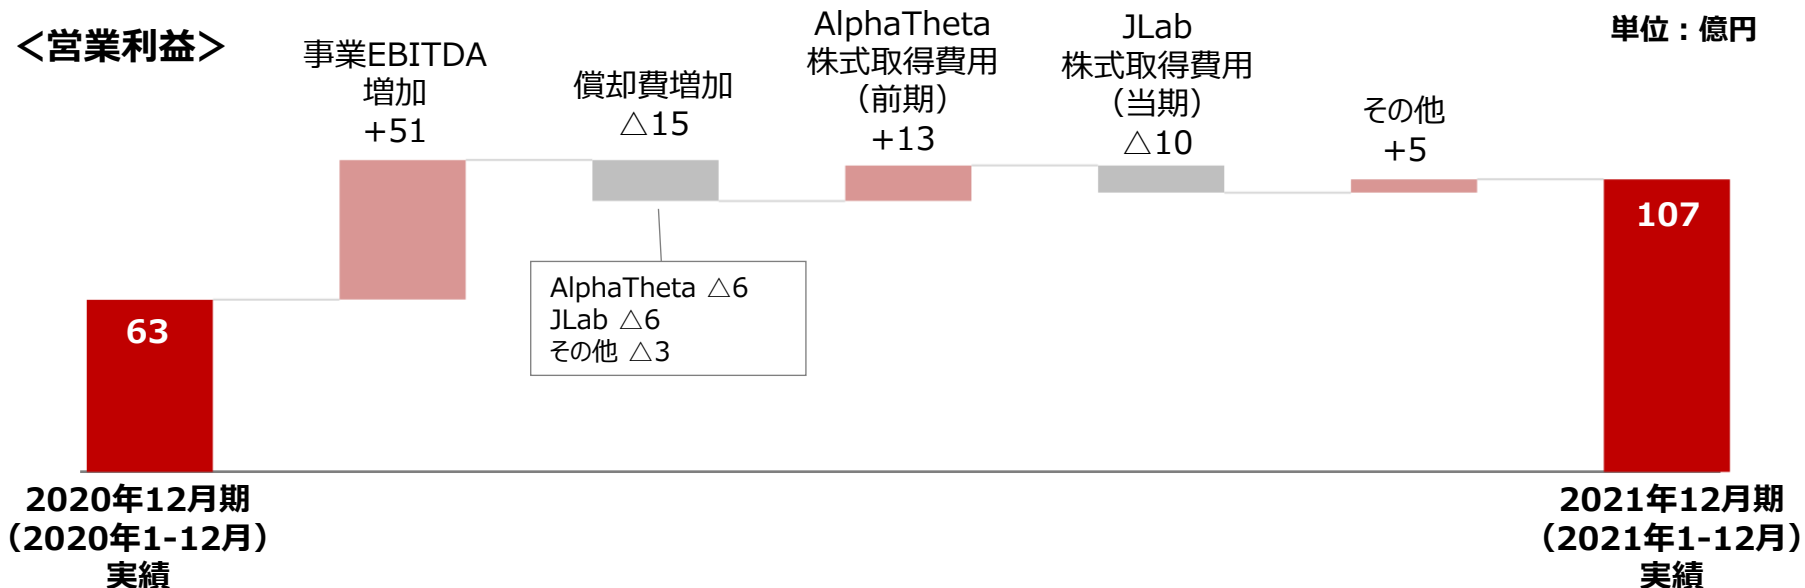 ＜営業利益＞
単位：億円
事業EBITDA
増加
+51
償却費増加
△15
AlphaTheta
株式取得費用
（前期）
+13
JLab
株式取得費用
（当期）
△10
その他
+5
63
AlphaTheta △6
JLab △6
その他 △3
107
2020年12月期
（2020年1-12月）
実績
2021年12月期
（2021年1-12月）
実績